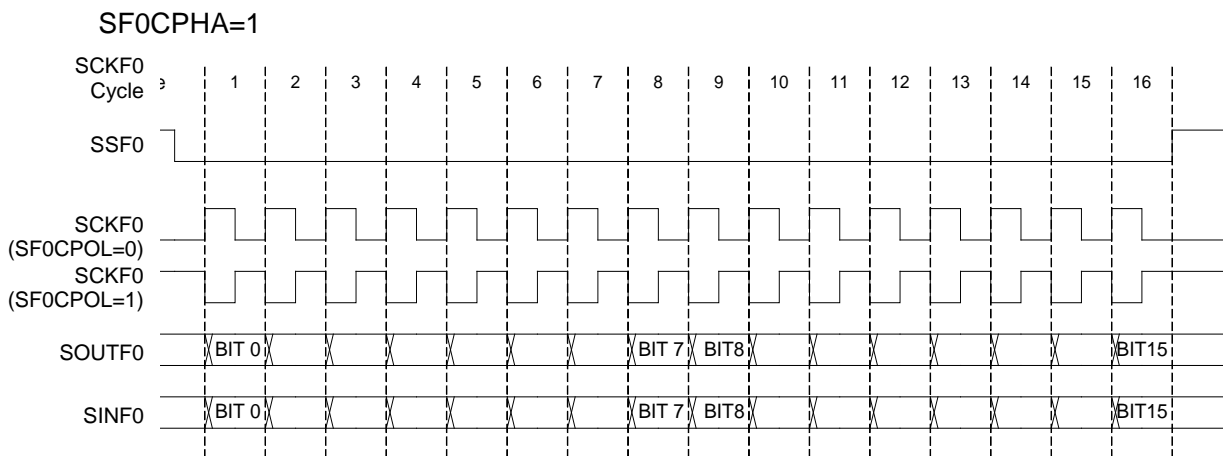 SF0CPHA=1
SCKF0
Cycle 1 2 3 4 5 6 7 8 9 10 11 12 13 14 15 16
SSF0
SCKF0
(SF0CPOL=0)
SCKF0
(SF0CPOL=1)
SOUTF0 BIT 0 BIT 7 BIT8 BIT15
SINF0 BIT 0 BIT 7 BIT8 BIT15